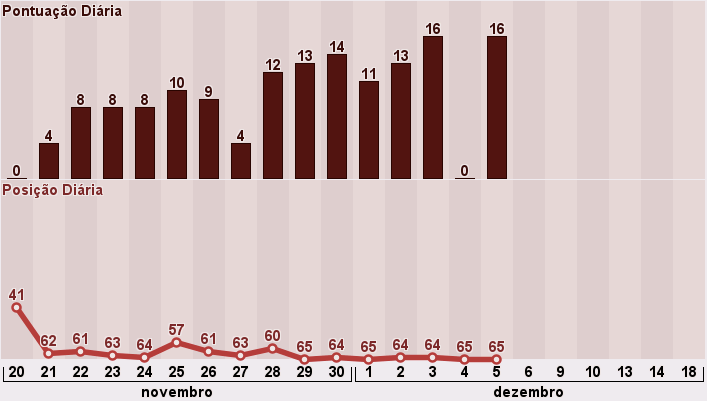 Pontuação Diária
0 4 8 8 8 10 9 4 12 13 14 11 13 16 0 16
Posição Diária
41 62 61 63 64 57 61 63 60 65 64 65 64 64 65 65
20 21 22 23 24 25 26 27 28 29 30 1 2 3 4 5 6 9 10 13 14 18
novembro dezembro